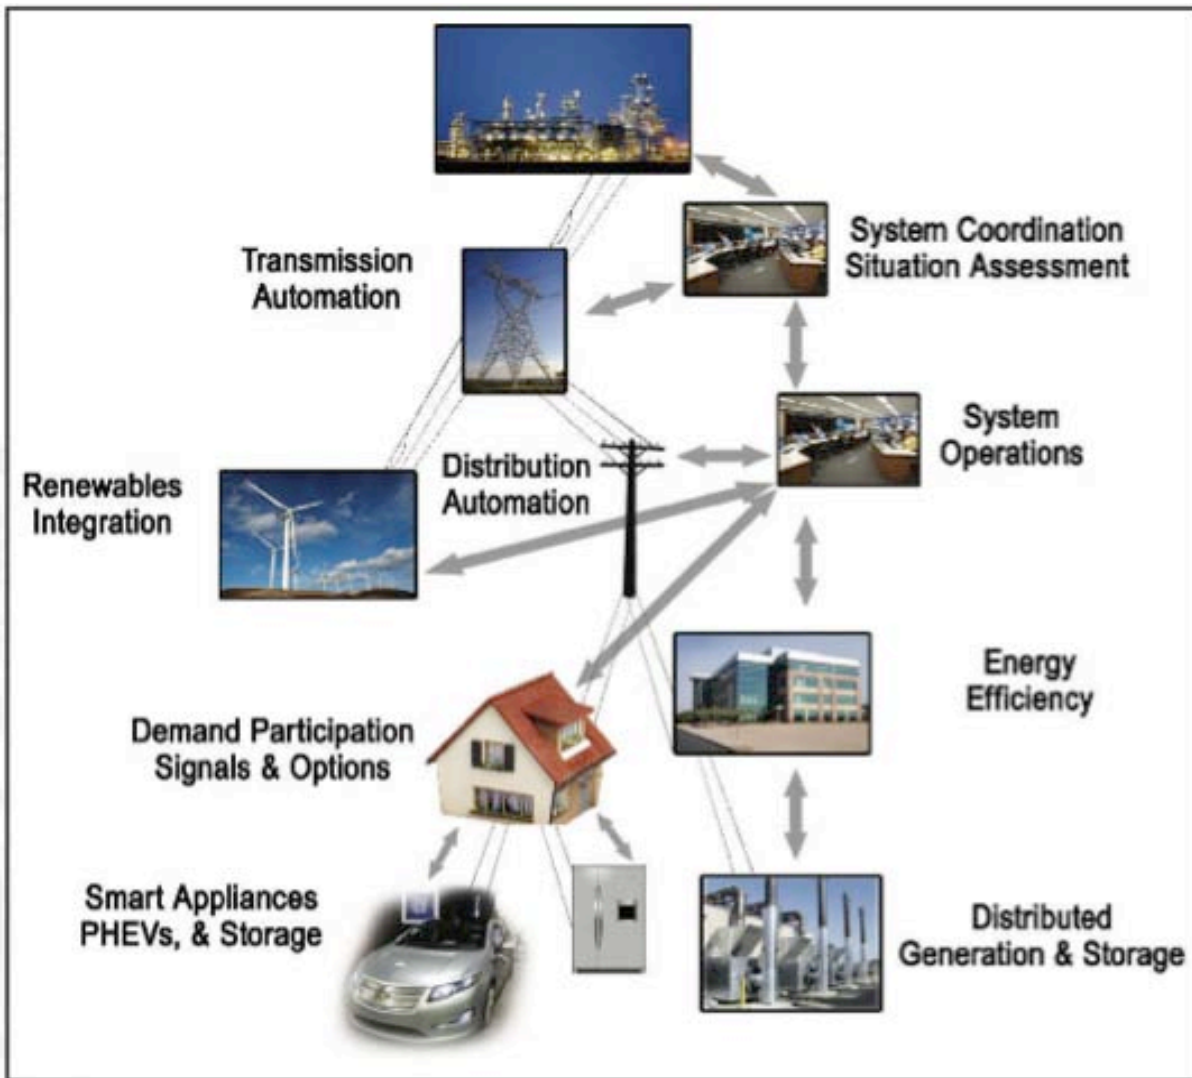 System Coordination
Situation Assessment
Transmission
Automation
System
Operations
Distribution
Automation
Renewables
Integration
Energy
Efficiency
Demand Participation
Signals & Options
Smart Appliances
PHEVs, & Storage
Distributed
Generation & Storage